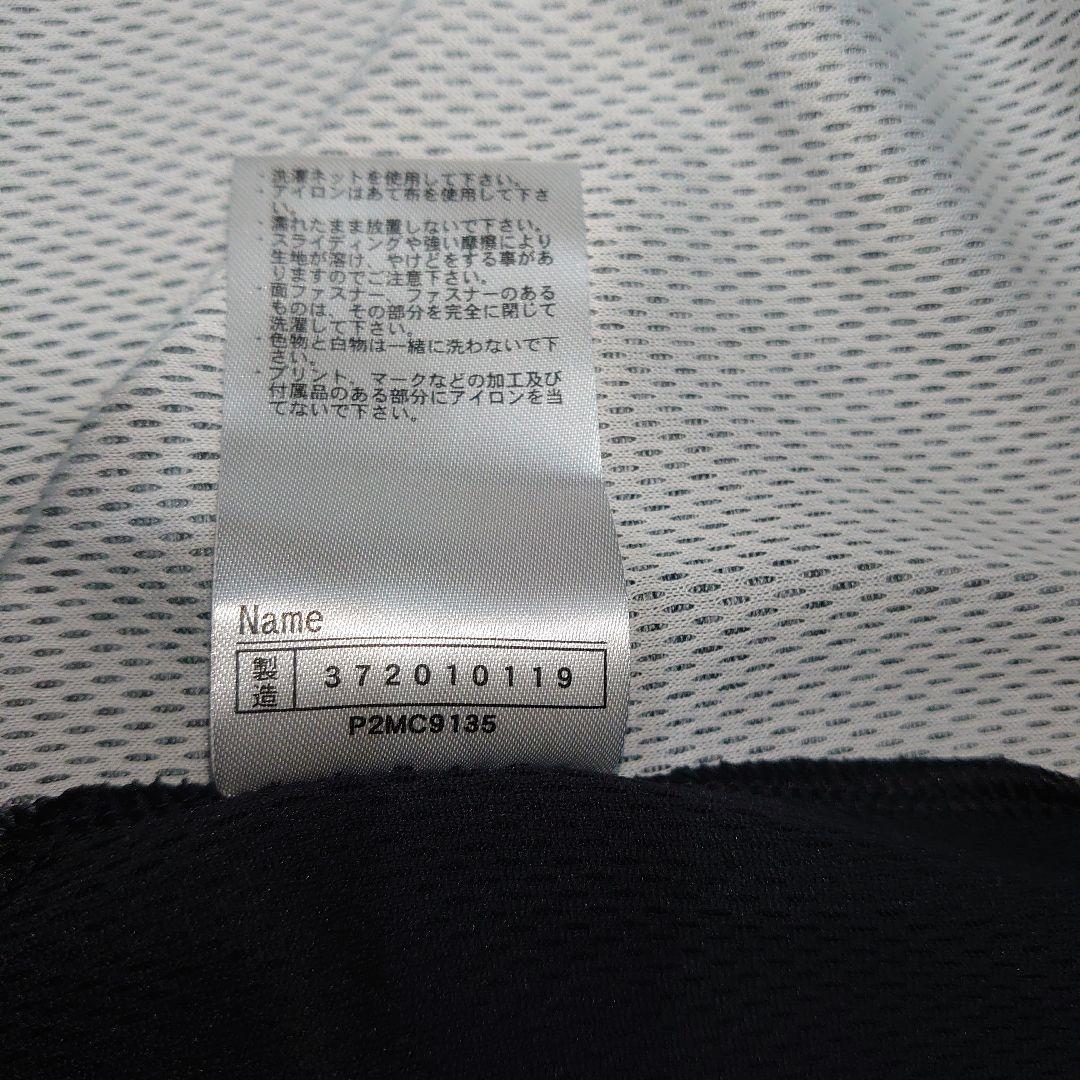 ・洗濯ネットを使用して下さい。
・アイロンはあて布を使用して下さ
い。
・濡れたまま放置しないで下さい。
・スライディングや強い摩擦により
生地が溶け、やけどをする事があ
りますのでご注意下さい。
・面ファスナー、ファスナーのある
ものは、その部分を完全に閉じて
洗濯して下さい。
・色物と白物は一緒に洗わないで下
さい。
・プリント、マークなどの加工及び
付属品のある部分にアイロンを当
てないで下さい。
Name
製造 372010119
P2MC9135